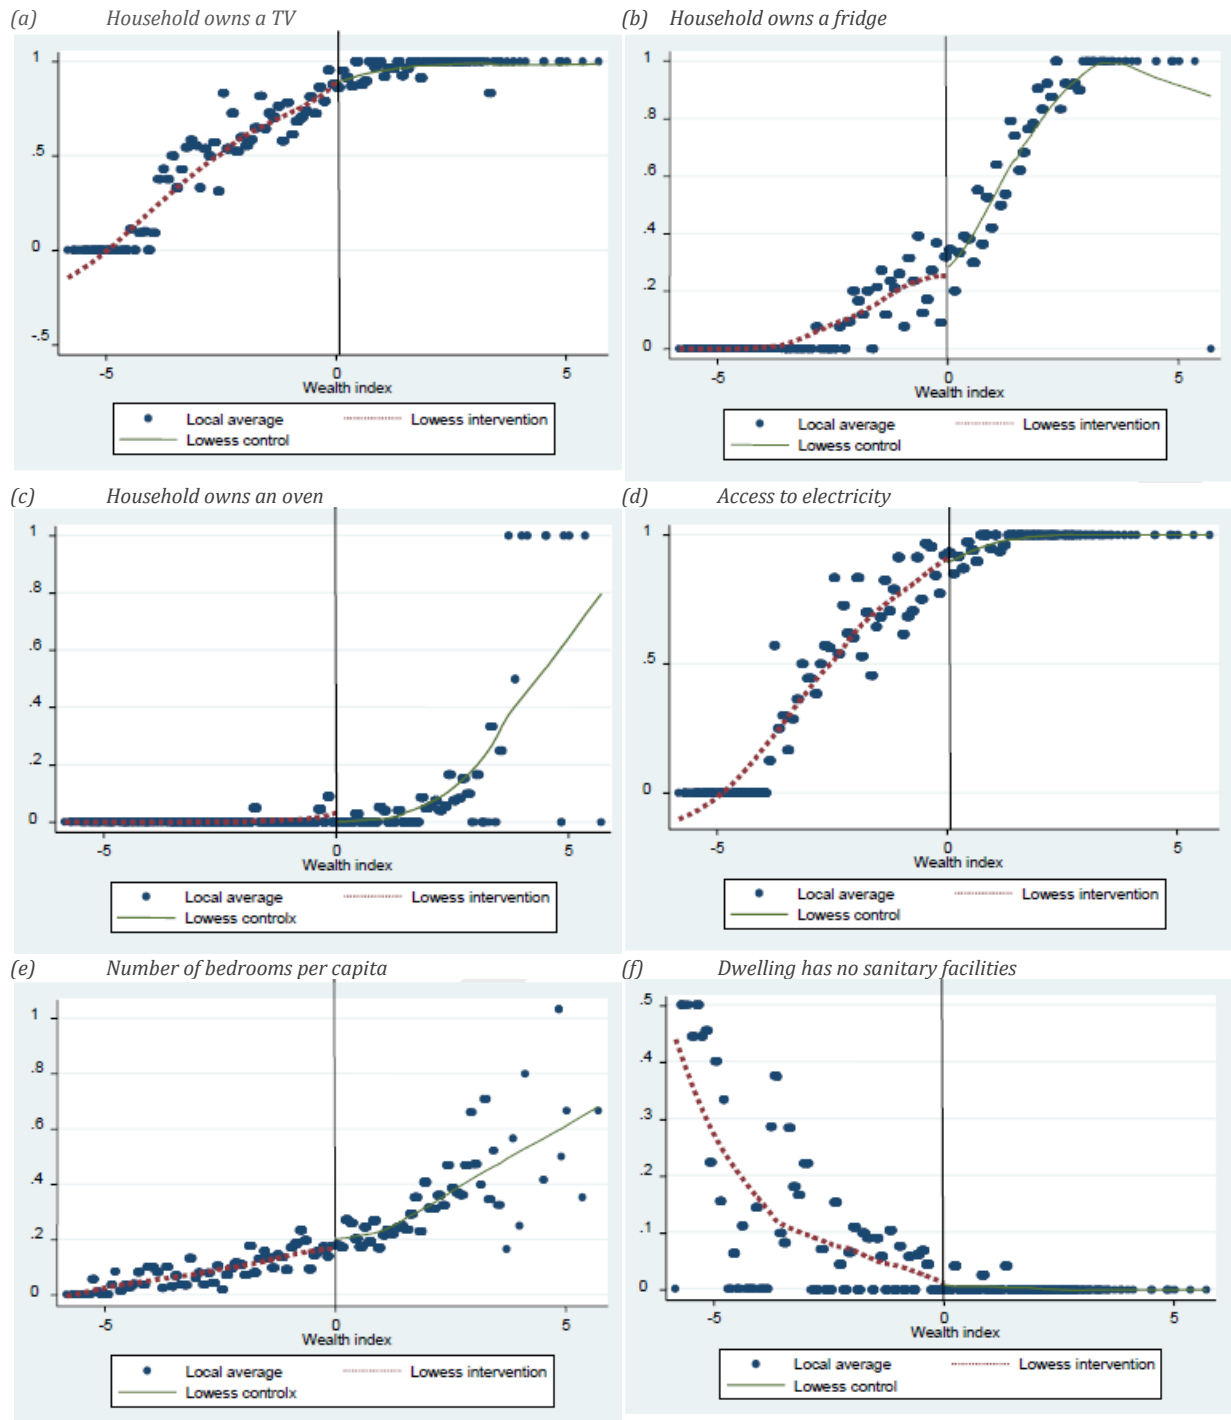 (a) Household owns a TV
1
.5
0
-.5
-5 0 5
Wealth index
Local average Lowess intervention
Lowess control
(b) Household owns a fridge
1
.8
.6
.4
.2
0
-5 0 5
Wealth index
Local average Lowess intervention
Lowess control
(c) Household owns an oven
1
.8
.6
.4
.2
0
-5 0 5
Wealth index
Local average Lowess intervention
Lowess controlx
(d) Access to electricity
1
.5
0
-5 0 5
Wealth index
Local average Lowess intervention
Lowess control
(e) Number of bedrooms per capita
1
.8
.6
.4
.2
0
-5 0 5
Wealth index
Local average Lowess intervention
Lowess controlx
(f) Dwelling has no sanitary facilities
.5
.4
.3
.2
.1
0
-5 0 5
Wealth index
Local average Lowess intervention
Lowess control